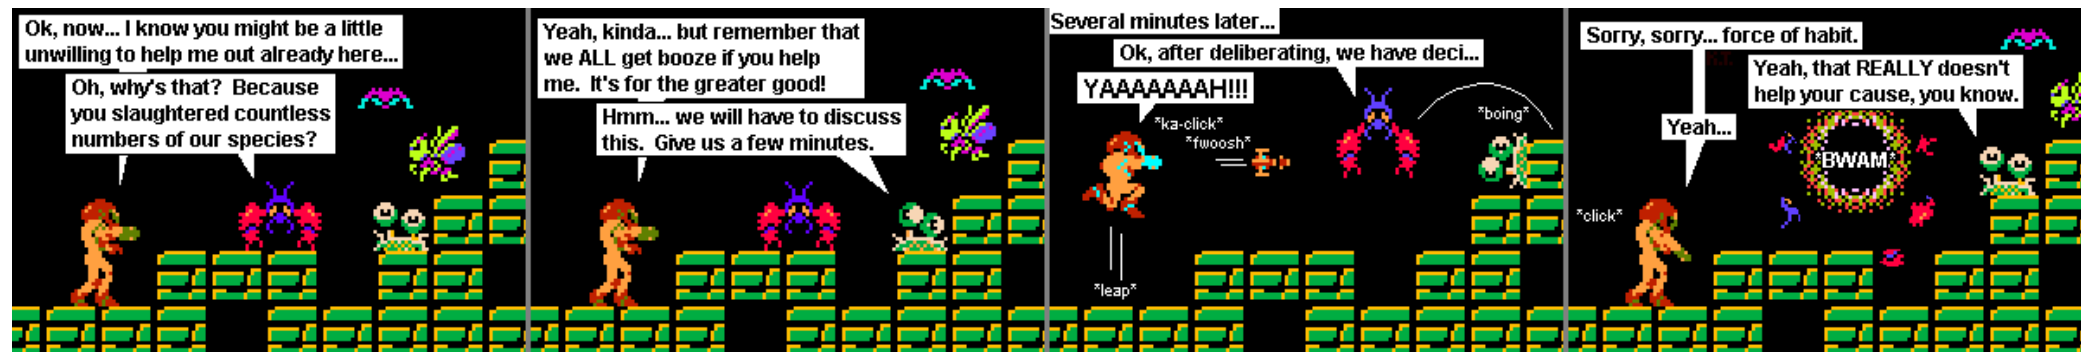 Ok, now... I know you might be a little
unwilling to help me out already here...
Oh, why's that?  Because
you slaughtered countless
numbers of our species?
Yeah, kinda... but remember that
we ALL get booze if you help
me.  It's for the greater good!
Hmm... we will have to discuss
this.  Give us a few minutes.
Several minutes later...
Ok, after deliberating, we have deci...
YAAAAAAAH!!!
*ka-click*
*fwoosh*
*boing*
*leap*
Sorry, sorry... force of habit.
Yeah, that REALLY doesn't
help your cause, you know.
Yeah...
*BWAM*
*click*